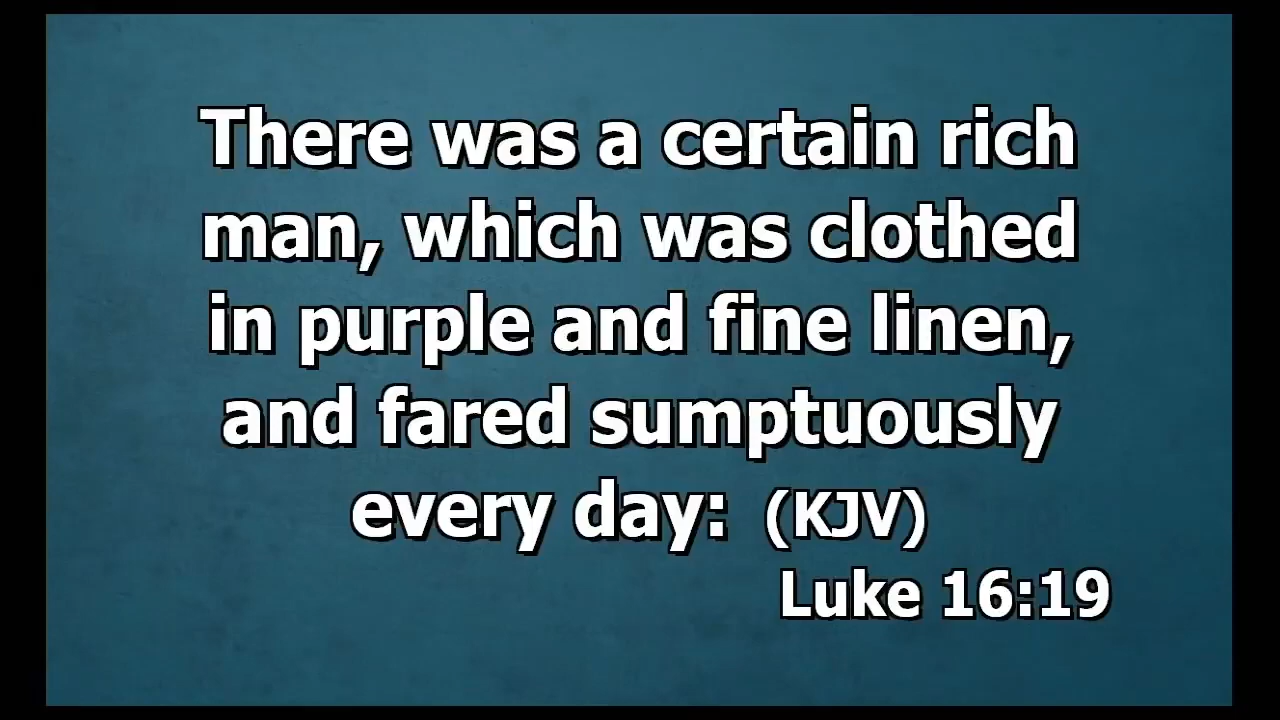 There was a certain rich
man, which was clothed
in purple and fine linen,
and fared sumptuously
every day: (KJV)
Luke 16:19